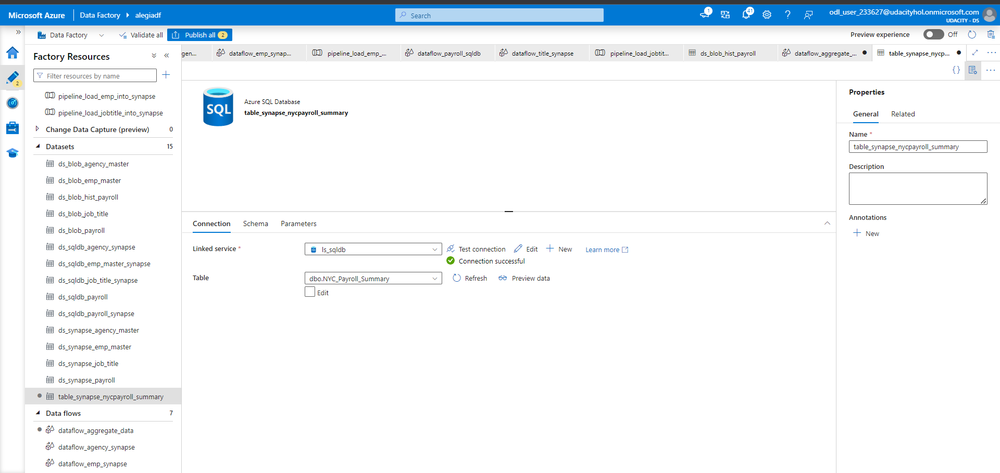 Microsoft Azure
Data Factory
alegiadf
Search
1
41
odl_user_233627@udacityhol.onmicrosoft.com
UDACITY - DS
Data Factory
Validate all
Publish all 2
Preview experience
Off
2
Factory Resources
Filter resources by name
pipeline_load_emp_into_synapse
pipeline_load_jobtitle_into_synapse
Change Data Capture (preview) 0
Datasets 15
ds_blob_agency_master
ds_blob_emp_master
ds_blob_hist_payroll
ds_blob_job_title
ds_blob_payroll
ds_sqldb_agency_synapse
ds_sqldb_emp_master_synapse
ds_sqldb_job_title_synapse
ds_sqldb_payroll
ds_sqldb_payroll_synapse
ds_synapse_agency_master
ds_synapse_emp_master
ds_synapse_job_title
ds_synapse_payroll
table_synapse_nycpayroll_summary
Data flows 7
dataflow_aggregate_data
dataflow_agency_synapse
dataflow_emp_synapse
gen...
dataflow_emp_synap...
pipeline_load_emp_...
dataflow_payroll_sqldb
dataflow_title_synapse
pipeline_load_jobtit...
ds_blob_hist_payroll
dataflow_aggregate_...
table_synapse_nycp...
{}
SQL
Azure SQL Database
table_synapse_nycpayroll_summary
Connection
Schema
Parameters
Linked service *
ls_sqldb
Test connection
Edit
New
Learn more
Connection successful
Table
dbo.NYC_Payroll_Summary
Refresh
Preview data
Edit
Properties
General
Related
Name *
table_synapse_nycpayroll_summary
Description
Annotations
New